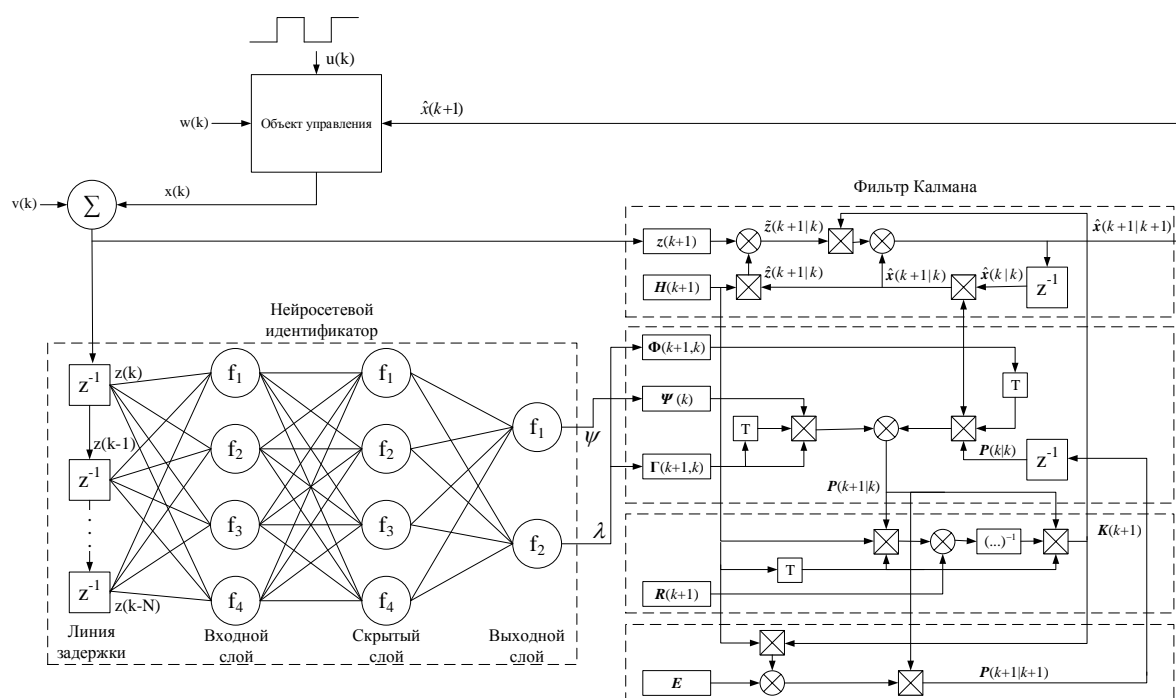 u(k)
w(k)
Объект управления
x̂(k+1)
x(k)
v(k)
Σ
Фильтр Калмана
z(k+1)
z̃(k+1|k)
x̂(k+1|k+1)
H(k+1)
ẑ(k+1|k)
x̂(k+1|k)
x̂(k|k)
z⁻¹
Нейросетевой
идентификатор
z⁻¹
z(k)
z(k-1)
z⁻¹
z⁻¹
z(k-N)
f₁
f₂
f₃
f₄
f₁
f₂
f₃
f₄
f₁
f₂
ψ
λ
Линия
задержки
Входной
слой
Скрытый
слой
Выходной
слой
Φ(k+1,k)
T
Ψ(k)
T
Γ(k+1,k)
P(k|k)
z⁻¹
P(k+1|k)
(...)⁻¹
K(k+1)
T
R(k+1)
E
P(k+1|k+1)